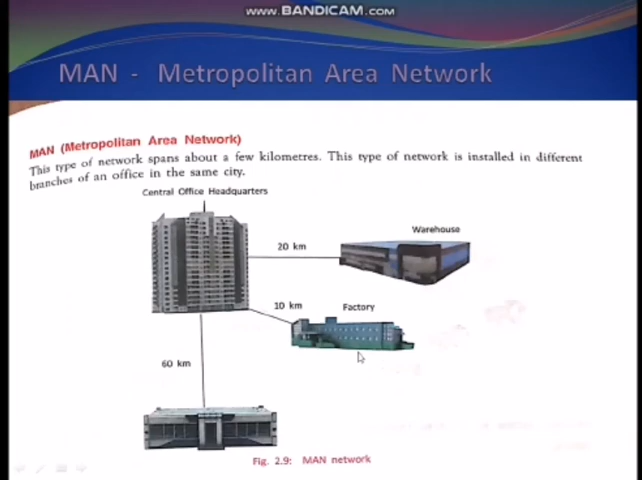 www.BANDICAM.com
MAN - Metropolitan Area Network
MAN (Metropolitan Area Network)
This type of network spans about a few kilometres. This type of network is installed in different
branches of an office in the same city.
Central Office Headquarters
Warehouse
20 km
10 km
Factory
60 km
Fig. 2.9: MAN network